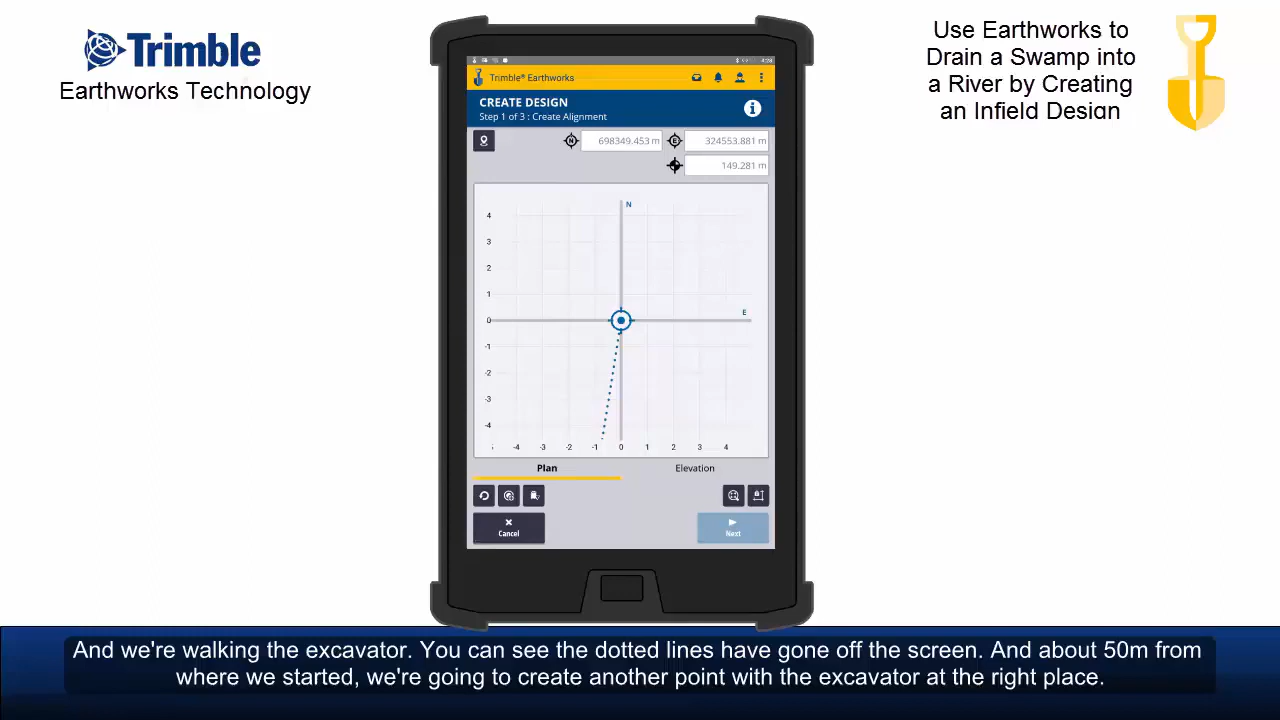 Trimble
Earthworks Technology
Use Earthworks to
Drain a Swamp into
a River by Creating
an Infield Design
4:28
Trimble® Earthworks
CREATE DESIGN
Step 1 of 3 : Create Alignment
N
698349.453 m
E
324553.881 m
149.281 m
N
E
4
3
2
1
0
-1
-2
-3
-4
-4 -3 -2 -1 0 1 2 3 4
Plan
Elevation
Cancel
Next
And we're walking the excavator. You can see the dotted lines have gone off the screen. And about 50m from
where we started, we're going to create another point with the excavator at the right place.